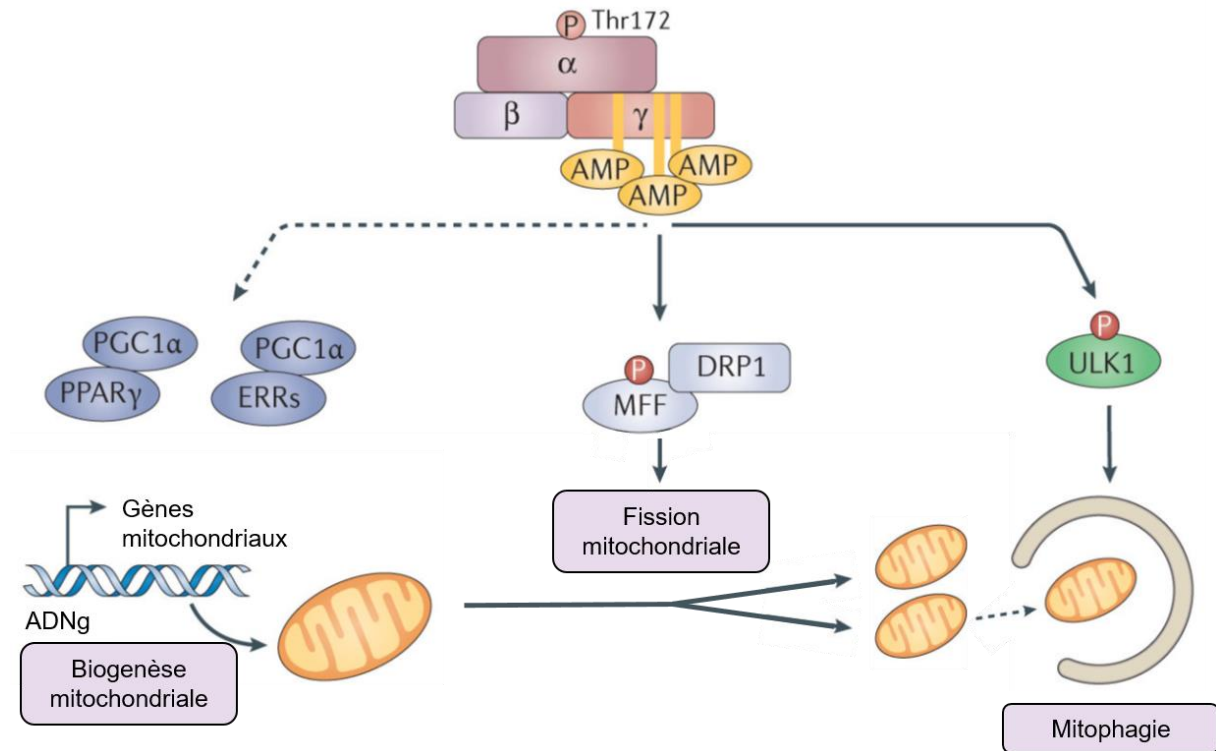 P Thr172
α
β
γ
AMP
AMP
AMP
PGC1α
PPARγ
PGC1α
ERRs
P
MFF
DRP1
P
ULK1
Gènes
mitochondriaux
ADNg
Biogenèse
mitochondriale
Fission
mitochondriale
Mitophagie